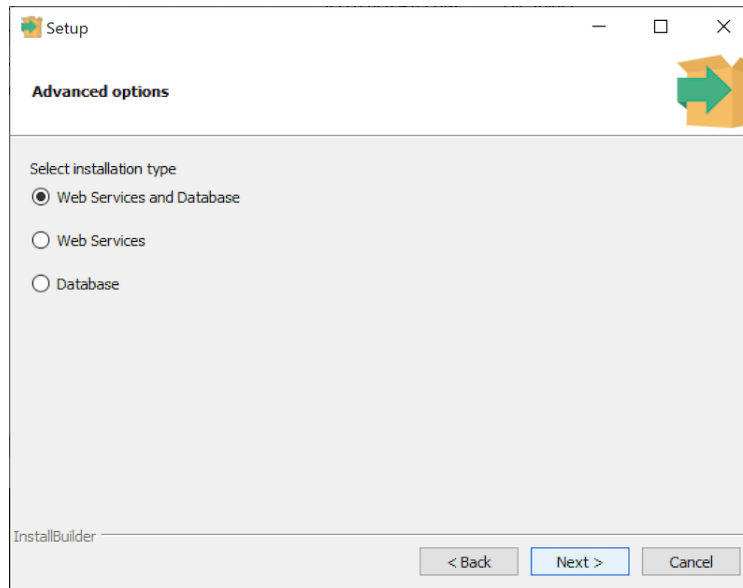 Setup
Advanced options
Select installation type
Web Services and Database
Web Services
Database
InstallBuilder
< Back
Next >
Cancel